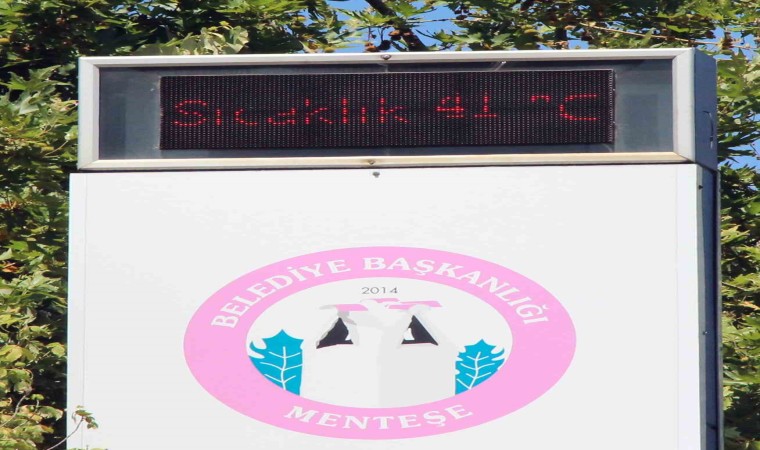 Sıcaklık 41 °C
BELEDİYE BAŞKANLIĞI
2014
MENTEŞE